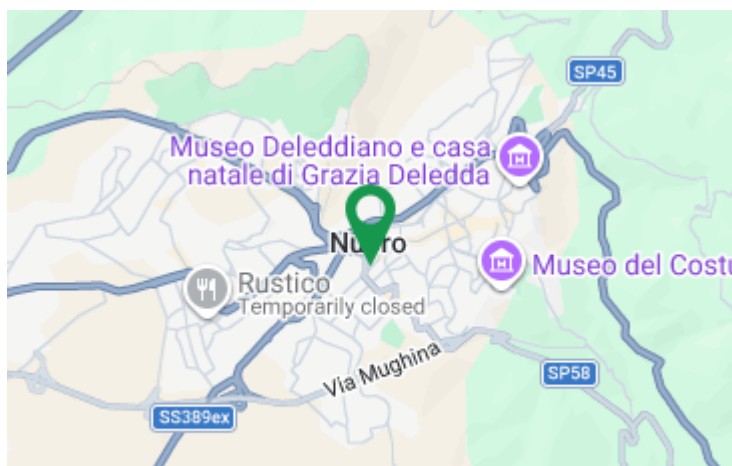 SP45
Museo Deleddiano e casa
natale di Grazia Deledda
Museo del Costu
Rustico
Temporarily closed
Via Mughina
SP58
SS389ex